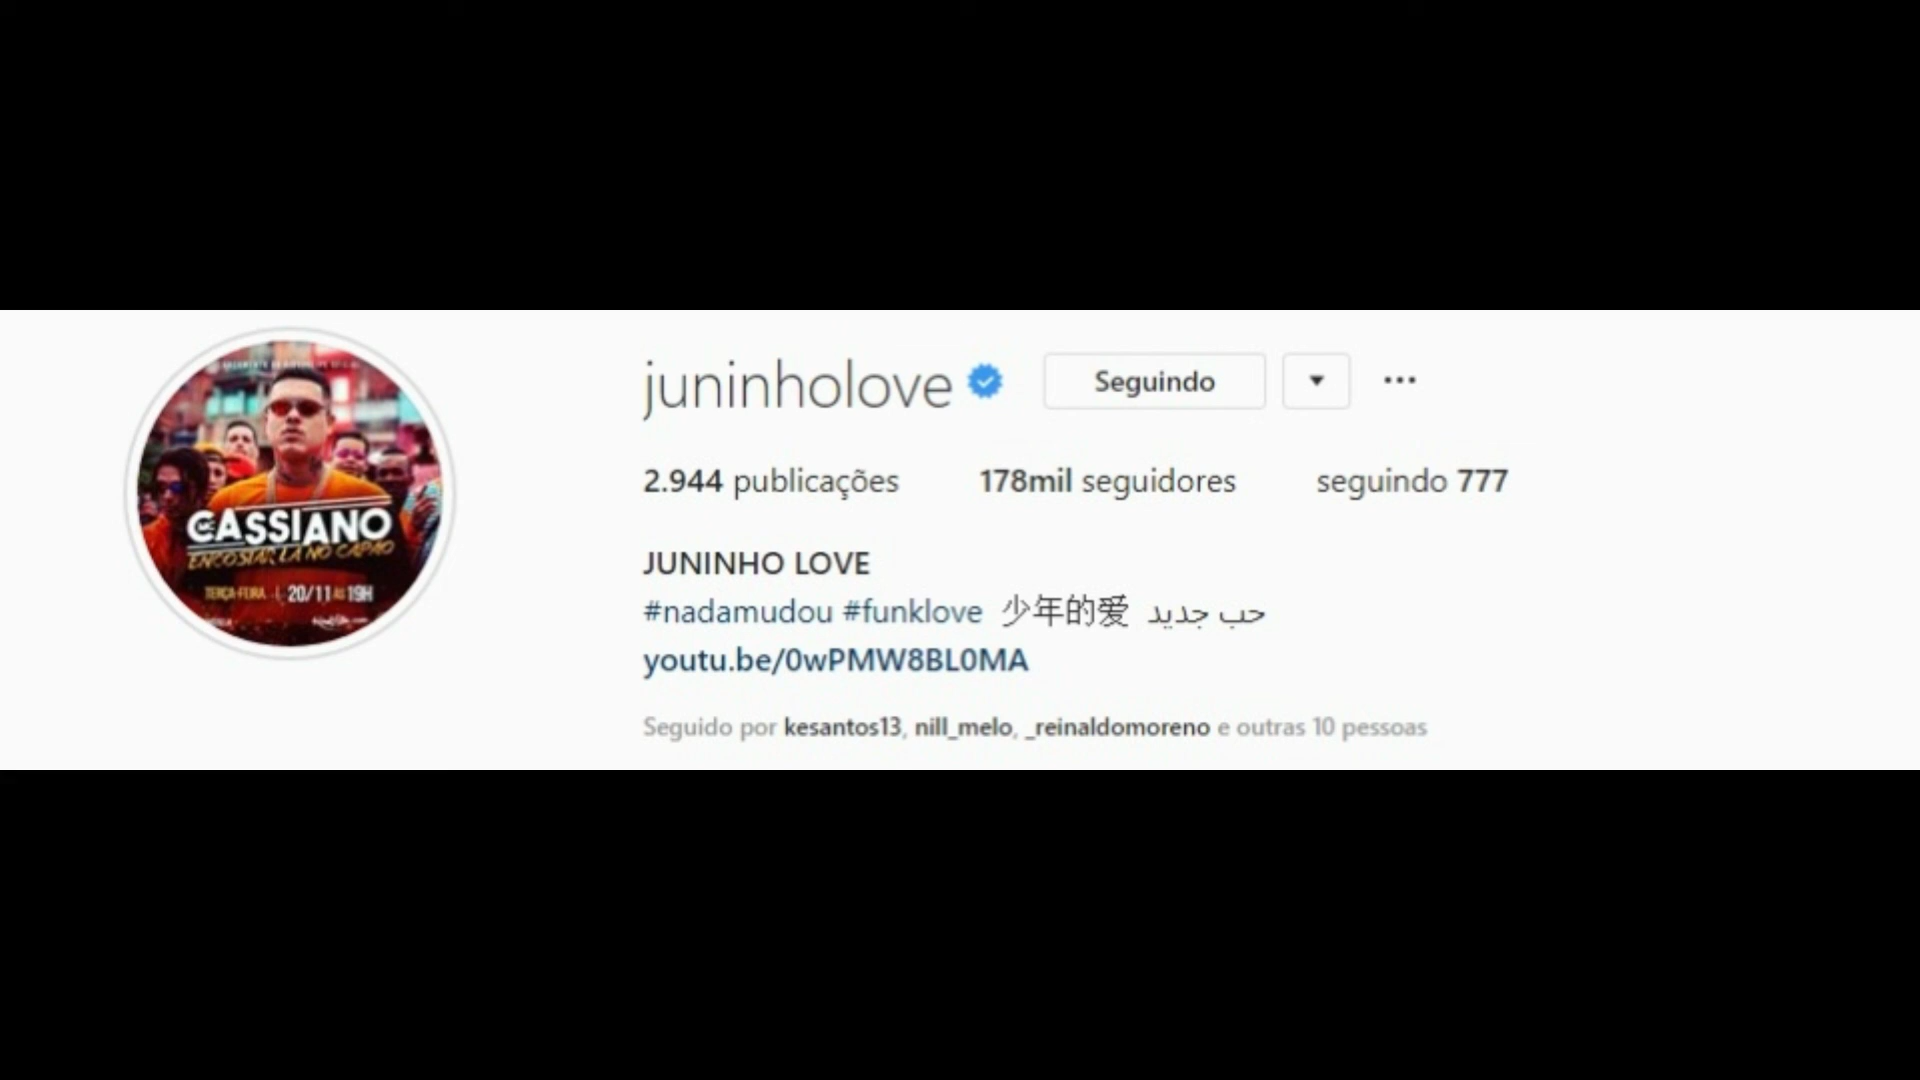 MC CASSIANO
ENCOSTAR LÁ NO CAPÃO
TERÇA-FEIRA | 20/11 ÀS 19H
juninholove Seguindo
2.944 publicações 178mil seguidores seguindo 777
JUNINHO LOVE
#nadamudou #funklove 少年的爱 حب جديد
youtu.be/0wPMW8BL0MA
Seguido por kesantos13, nill_melo, _reinaldomoreno e outras 10 pessoas